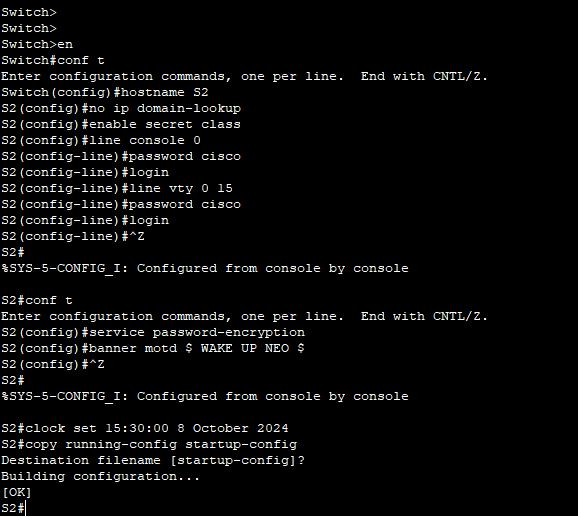 Switch>
Switch>
Switch>en
Switch#conf t
Enter configuration commands, one per line.  End with CNTL/Z.
Switch(config)#hostname S2
S2(config)#no ip domain-lookup
S2(config)#enable secret class
S2(config)#line console 0
S2(config-line)#password cisco
S2(config-line)#login
S2(config-line)#line vty 0 15
S2(config-line)#password cisco
S2(config-line)#login
S2(config-line)#^Z
S2#
%SYS-5-CONFIG_I: Configured from console by console

S2#conf t
Enter configuration commands, one per line.  End with CNTL/Z.
S2(config)#service password-encryption
S2(config)#banner motd $ WAKE UP NEO $
S2(config)#^Z
S2#
%SYS-5-CONFIG_I: Configured from console by console

S2#clock set 15:30:00 8 October 2024
S2#copy running-config startup-config
Destination filename [startup-config]?
Building configuration...
[OK]
S2#